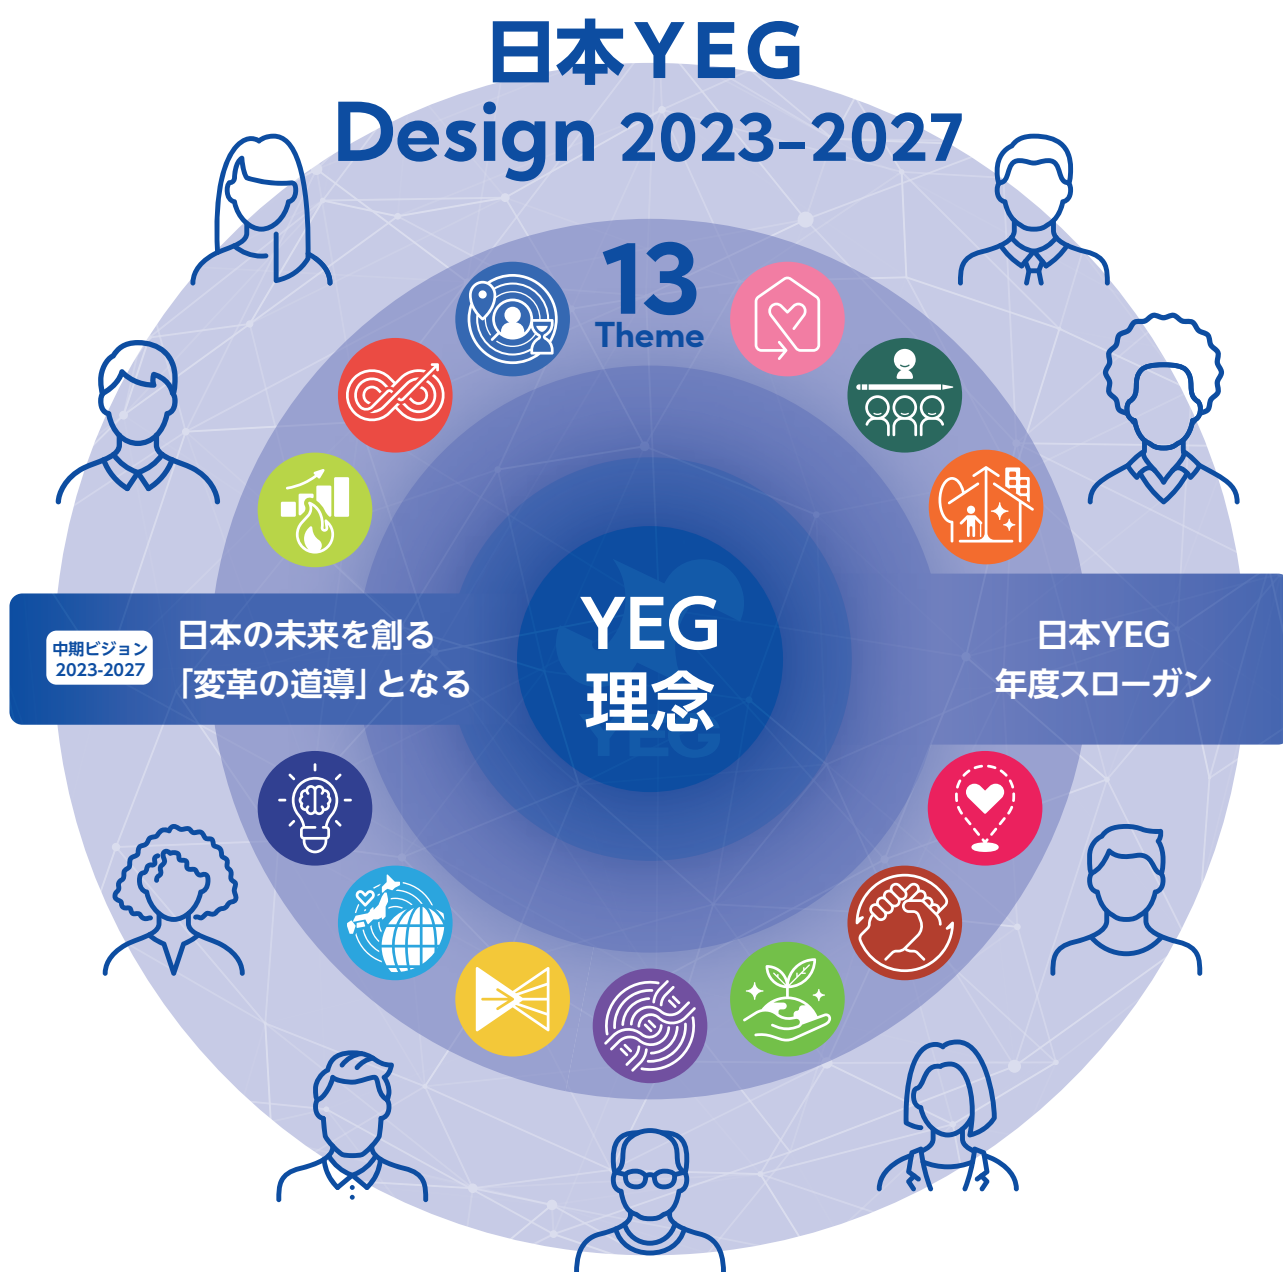 日本YEG
Design 2023-2027
13
Theme
中期ビジョン
2023-2027
日本の未来を創る
「変革の道導」となる
YEG
理念
YEG
日本YEG
年度スローガン